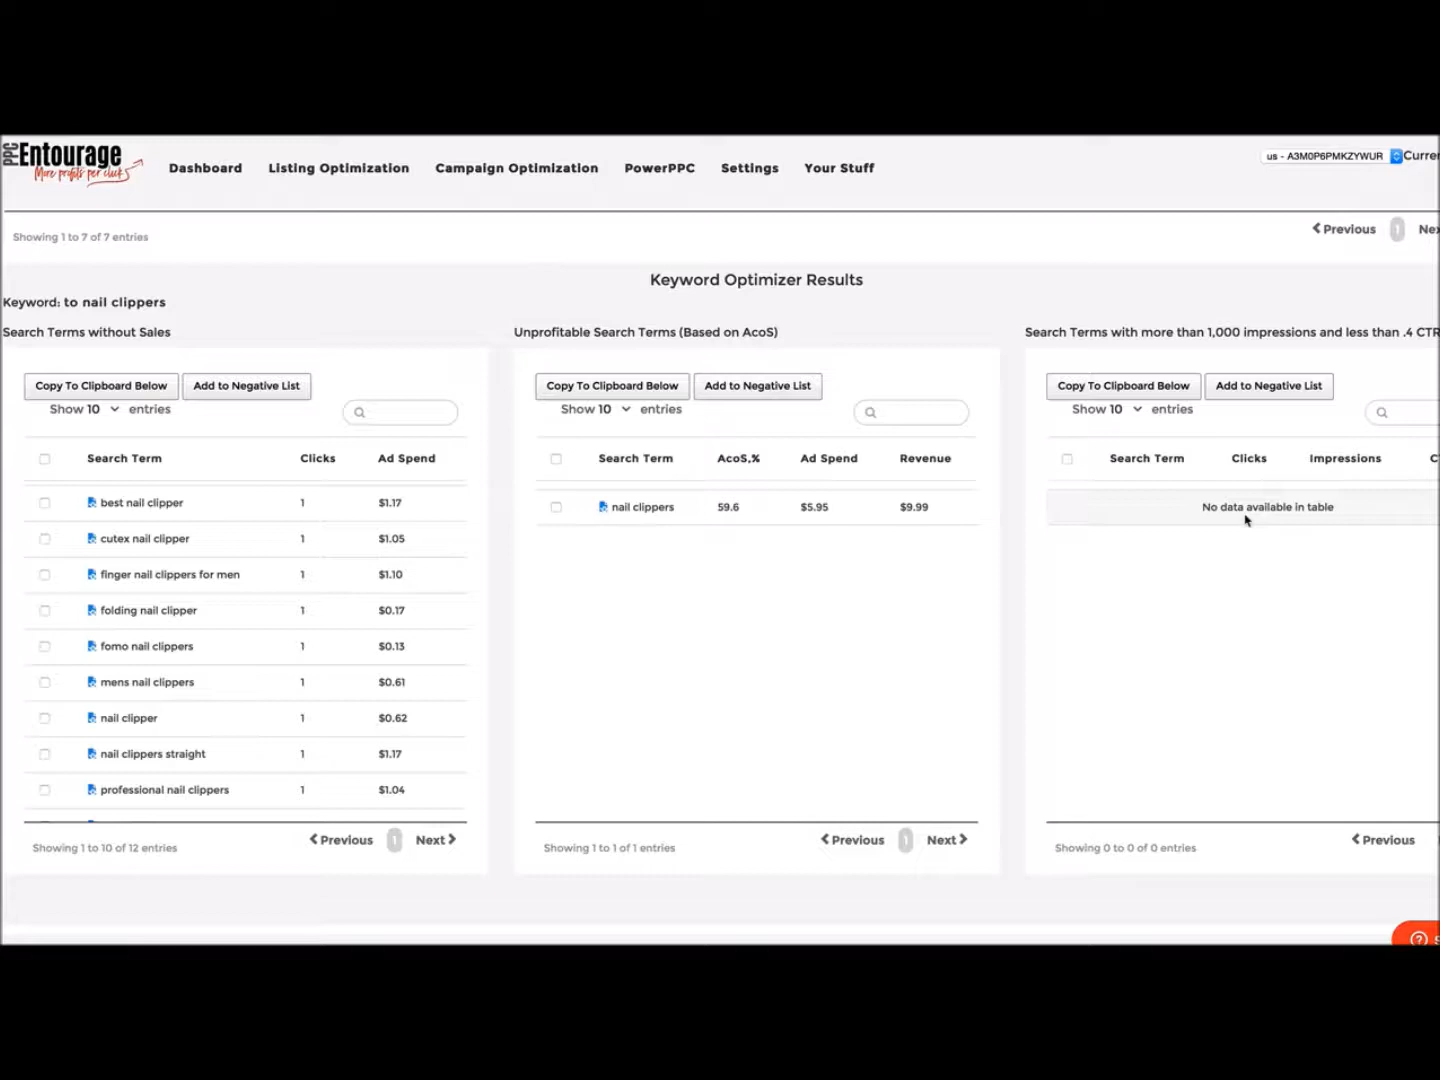 PPC Entourage
More profits per click
Dashboard Listing Optimization Campaign Optimization PowerPPC Settings Your Stuff
us - A3M0P6PMKZYWUR
Showing 1 to 7 of 7 entries
Previous 1
Keyword Optimizer Results
Keyword: to nail clippers
Search Terms without Sales
Copy To Clipboard Below Add to Negative List
Show 10 entries
Search Term Clicks Ad Spend
best nail clipper 1 $1.17
cutex nail clipper 1 $1.05
finger nail clippers for men 1 $1.10
folding nail clipper 1 $0.17
fomo nail clippers 1 $0.13
mens nail clippers 1 $0.61
nail clipper 1 $0.62
nail clippers straight 1 $1.17
professional nail clippers 1 $1.04
Previous 1 Next
Showing 1 to 10 of 12 entries
Unprofitable Search Terms (Based on AcoS)
Copy To Clipboard Below Add to Negative List
Show 10 entries
Search Term AcoS,% Ad Spend Revenue
nail clippers 59.6 $5.95 $9.99
Previous 1 Next
Showing 1 to 1 of 1 entries
Search Terms with more than 1,000 impressions and less than .4 CTR
Copy To Clipboard Below Add to Negative List
Show 10 entries
Search Term Clicks Impressions
No data available in table
Previous
Showing 0 to 0 of 0 entries